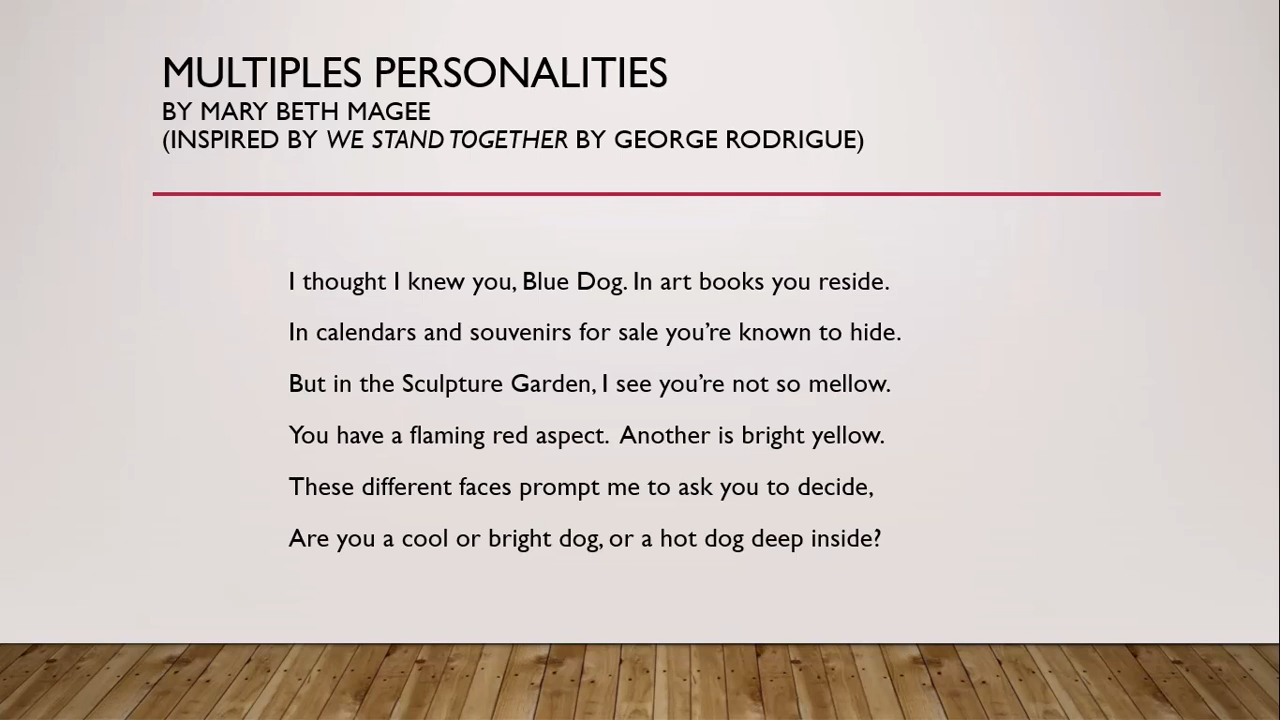 MULTIPLES PERSONALITIES
BY MARY BETH MAGEE
(INSPIRED BY WE STAND TOGETHER BY GEORGE RODRIGUE)
I thought I knew you, Blue Dog. In art books you reside.
In calendars and souvenirs for sale you’re known to hide.
But in the Sculpture Garden, I see you’re not so mellow.
You have a flaming red aspect.  Another is bright yellow.
These different faces prompt me to ask you to decide,
Are you a cool or bright dog, or a hot dog deep inside?